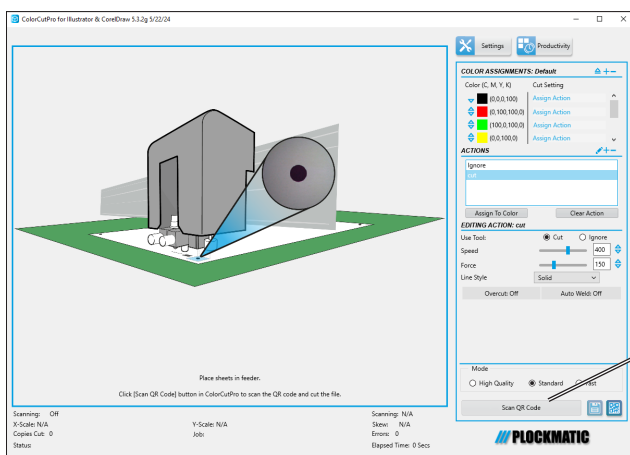 ColorCutPro for Illustrator & CorelDraw 5.3.2g 5/22/24
Settings
Productivity
COLOR ASSIGNMENTS: Default
Color (C, M, Y, K) Cut Setting
(0,0,0,100) Assign Action
(0,100,100,0) Assign Action
(100,0,100,0) Assign Action
(0,0,100,0) Assign Action
ACTIONS
Ignore
cut
Assign To Color Clear Action
EDITING ACTION: cut
Use Tool: Cut Ignore
Speed 400
Force 150
Line Style Solid
Overcut: Off Auto Weld: Off
Mode
High Quality Standard Fast
Scan QR Code
Place sheets in feeder.
Click [Scan QR Code] button in ColorCutPro to scan the QR code and cut the file.
Scanning: Off Scanning: N/A
X-Scale: N/A Y-Scale: N/A Skew: N/A
Copies Cut: 0 Job: Errors: 0
Status: Elapsed Time: 0 Secs
PLOCKMATIC